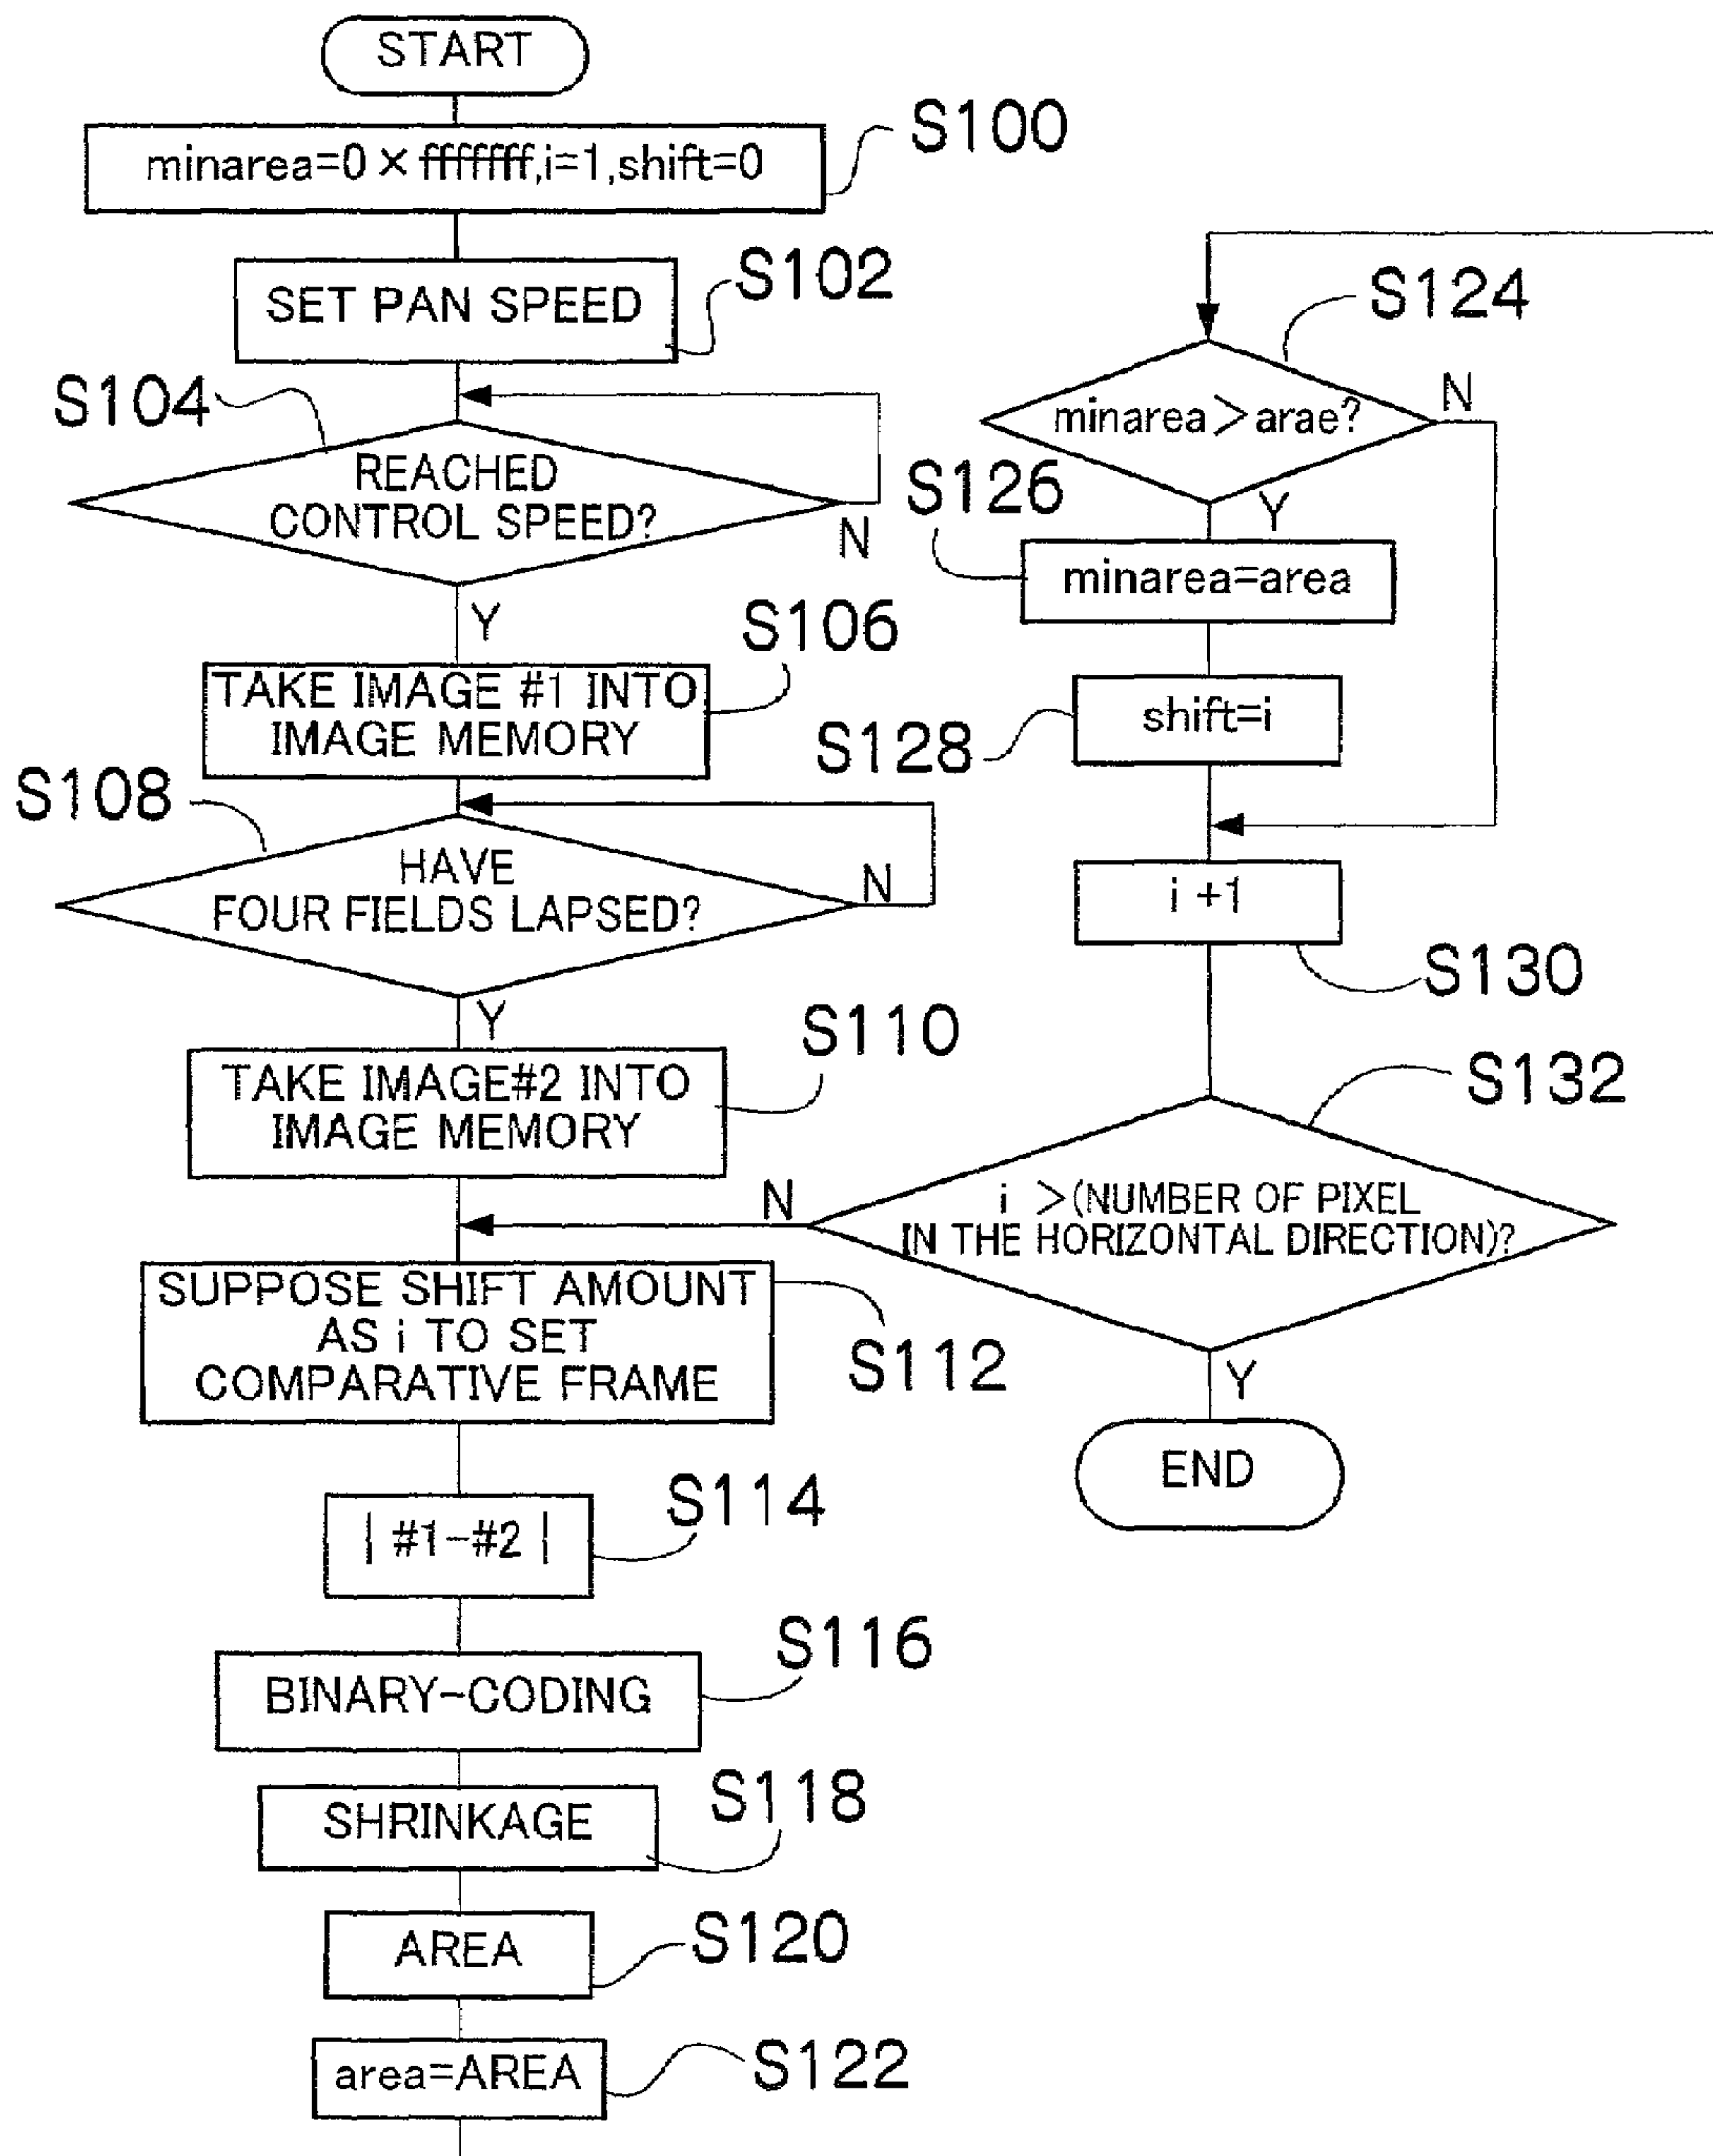 START
minarea=0 × fffffff,i=1,shift=0
S100
SET PAN SPEED
S102
S104
REACHED
CONTROL SPEED?
N
Y
S106
TAKE IMAGE #1 INTO
IMAGE MEMORY
S108
HAVE
FOUR FIELDS LAPSED?
N
Y
S110
TAKE IMAGE#2 INTO
IMAGE MEMORY
SUPPOSE SHIFT AMOUNT
AS i TO SET
COMPARATIVE FRAME
S112
| #1-#2 |
S114
BINARY-CODING
S116
SHRINKAGE
S118
AREA
S120
area=AREA
S122
S124
minarea＞arae?
N
Y
S126
minarea=area
S128
shift=i
i +1
S130
S132
i ＞(NUMBER OF PIXEL
IN THE HORIZONTAL DIRECTION)?
N
Y
END